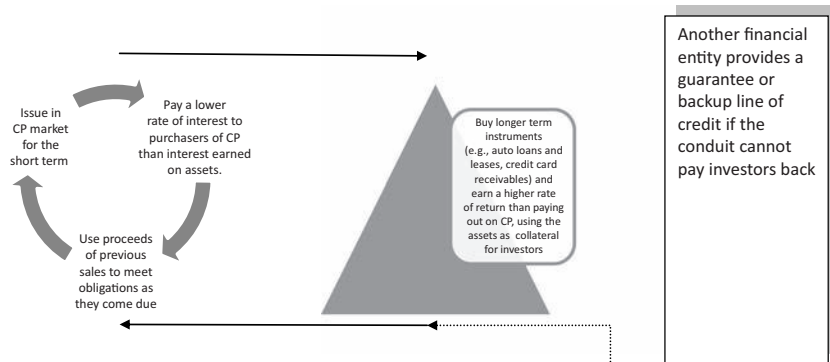 Issue in
CP market
for the
short term
Pay a lower
rate of interest to
purchasers of CP
than interest earned
on assets.
Use proceeds
of previous
sales to meet
obligations as
they come due
Buy longer term
instruments
(e.g., auto loans and
leases, credit card
receivables) and
earn a higher rate
of return than paying
out on CP, using the
assets as collateral
for investors
Another financial
entity provides a
guarantee or
backup line of
credit if the
conduit cannot
pay investors back